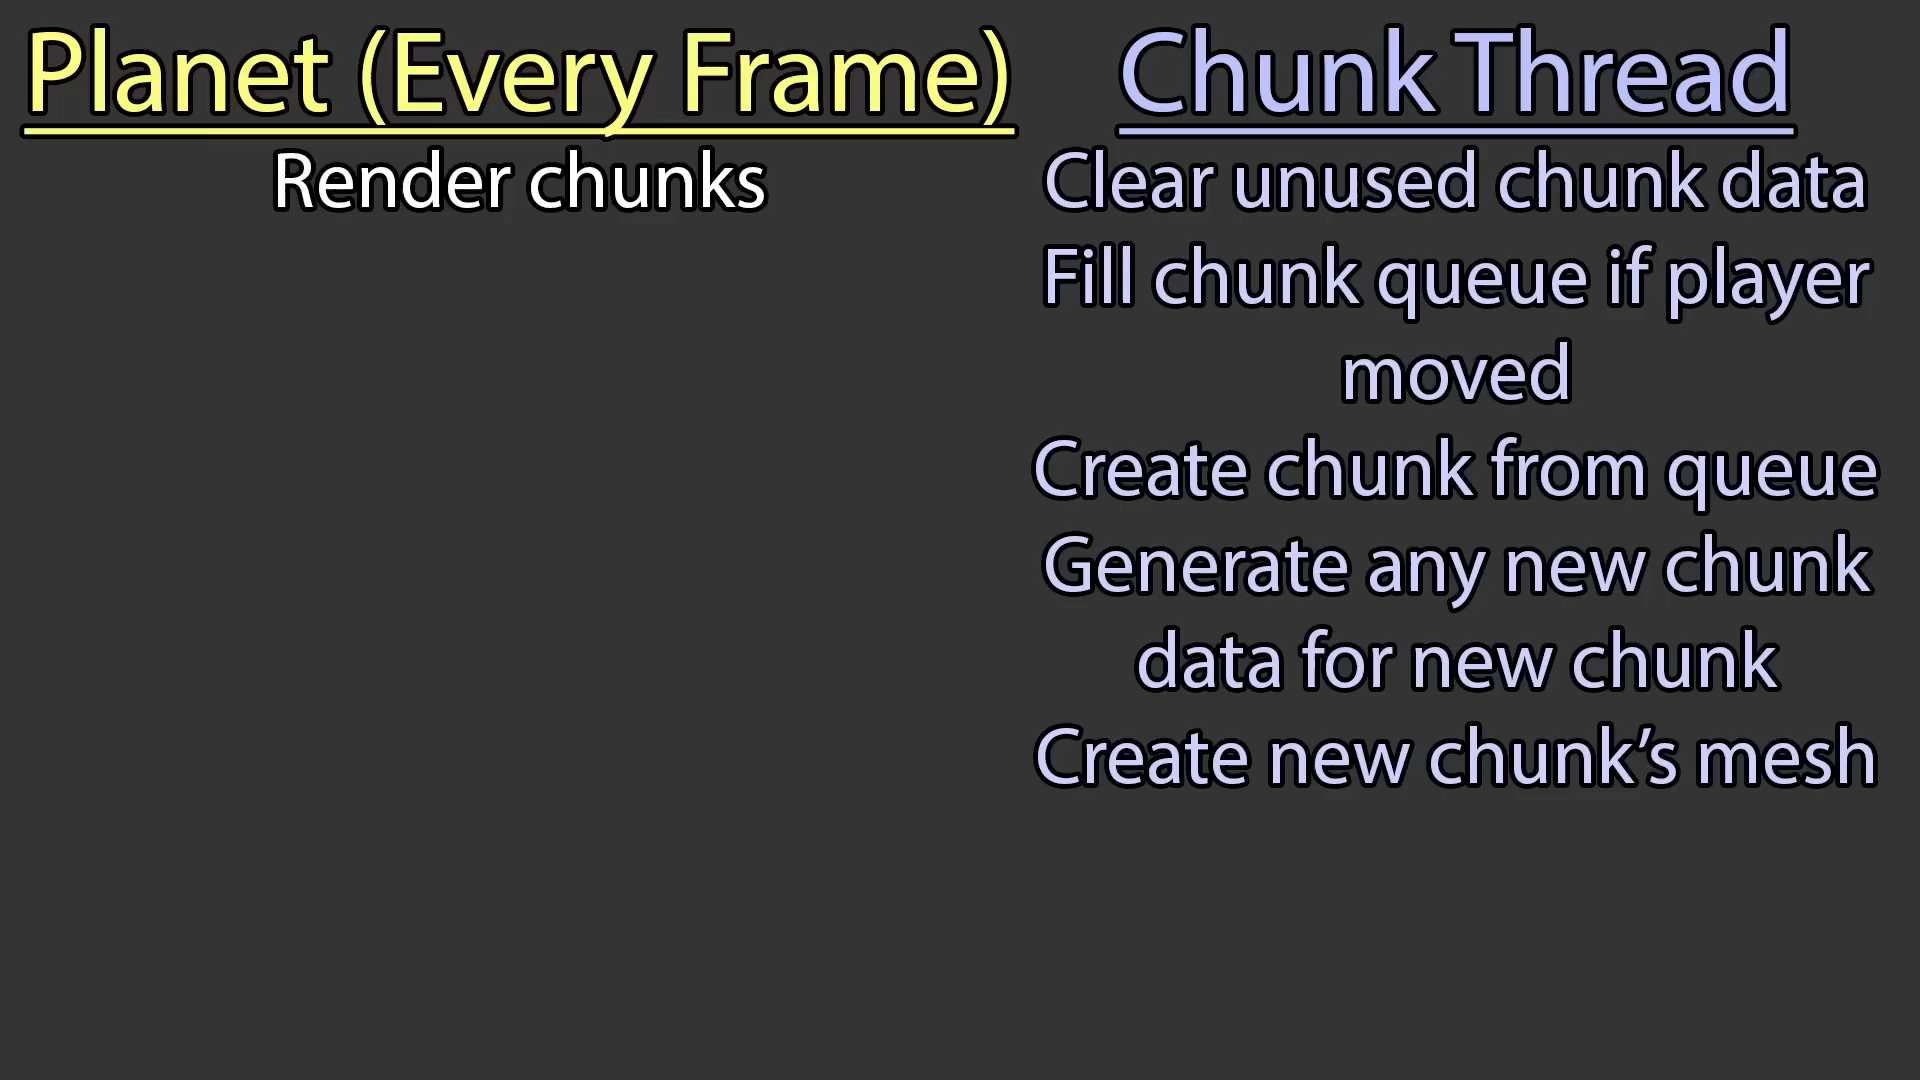 Planet (Every Frame)
Render chunks
Chunk Thread
Clear unused chunk data
Fill chunk queue if player
moved
Create chunk from queue
Generate any new chunk
data for new chunk
Create new chunk’s mesh